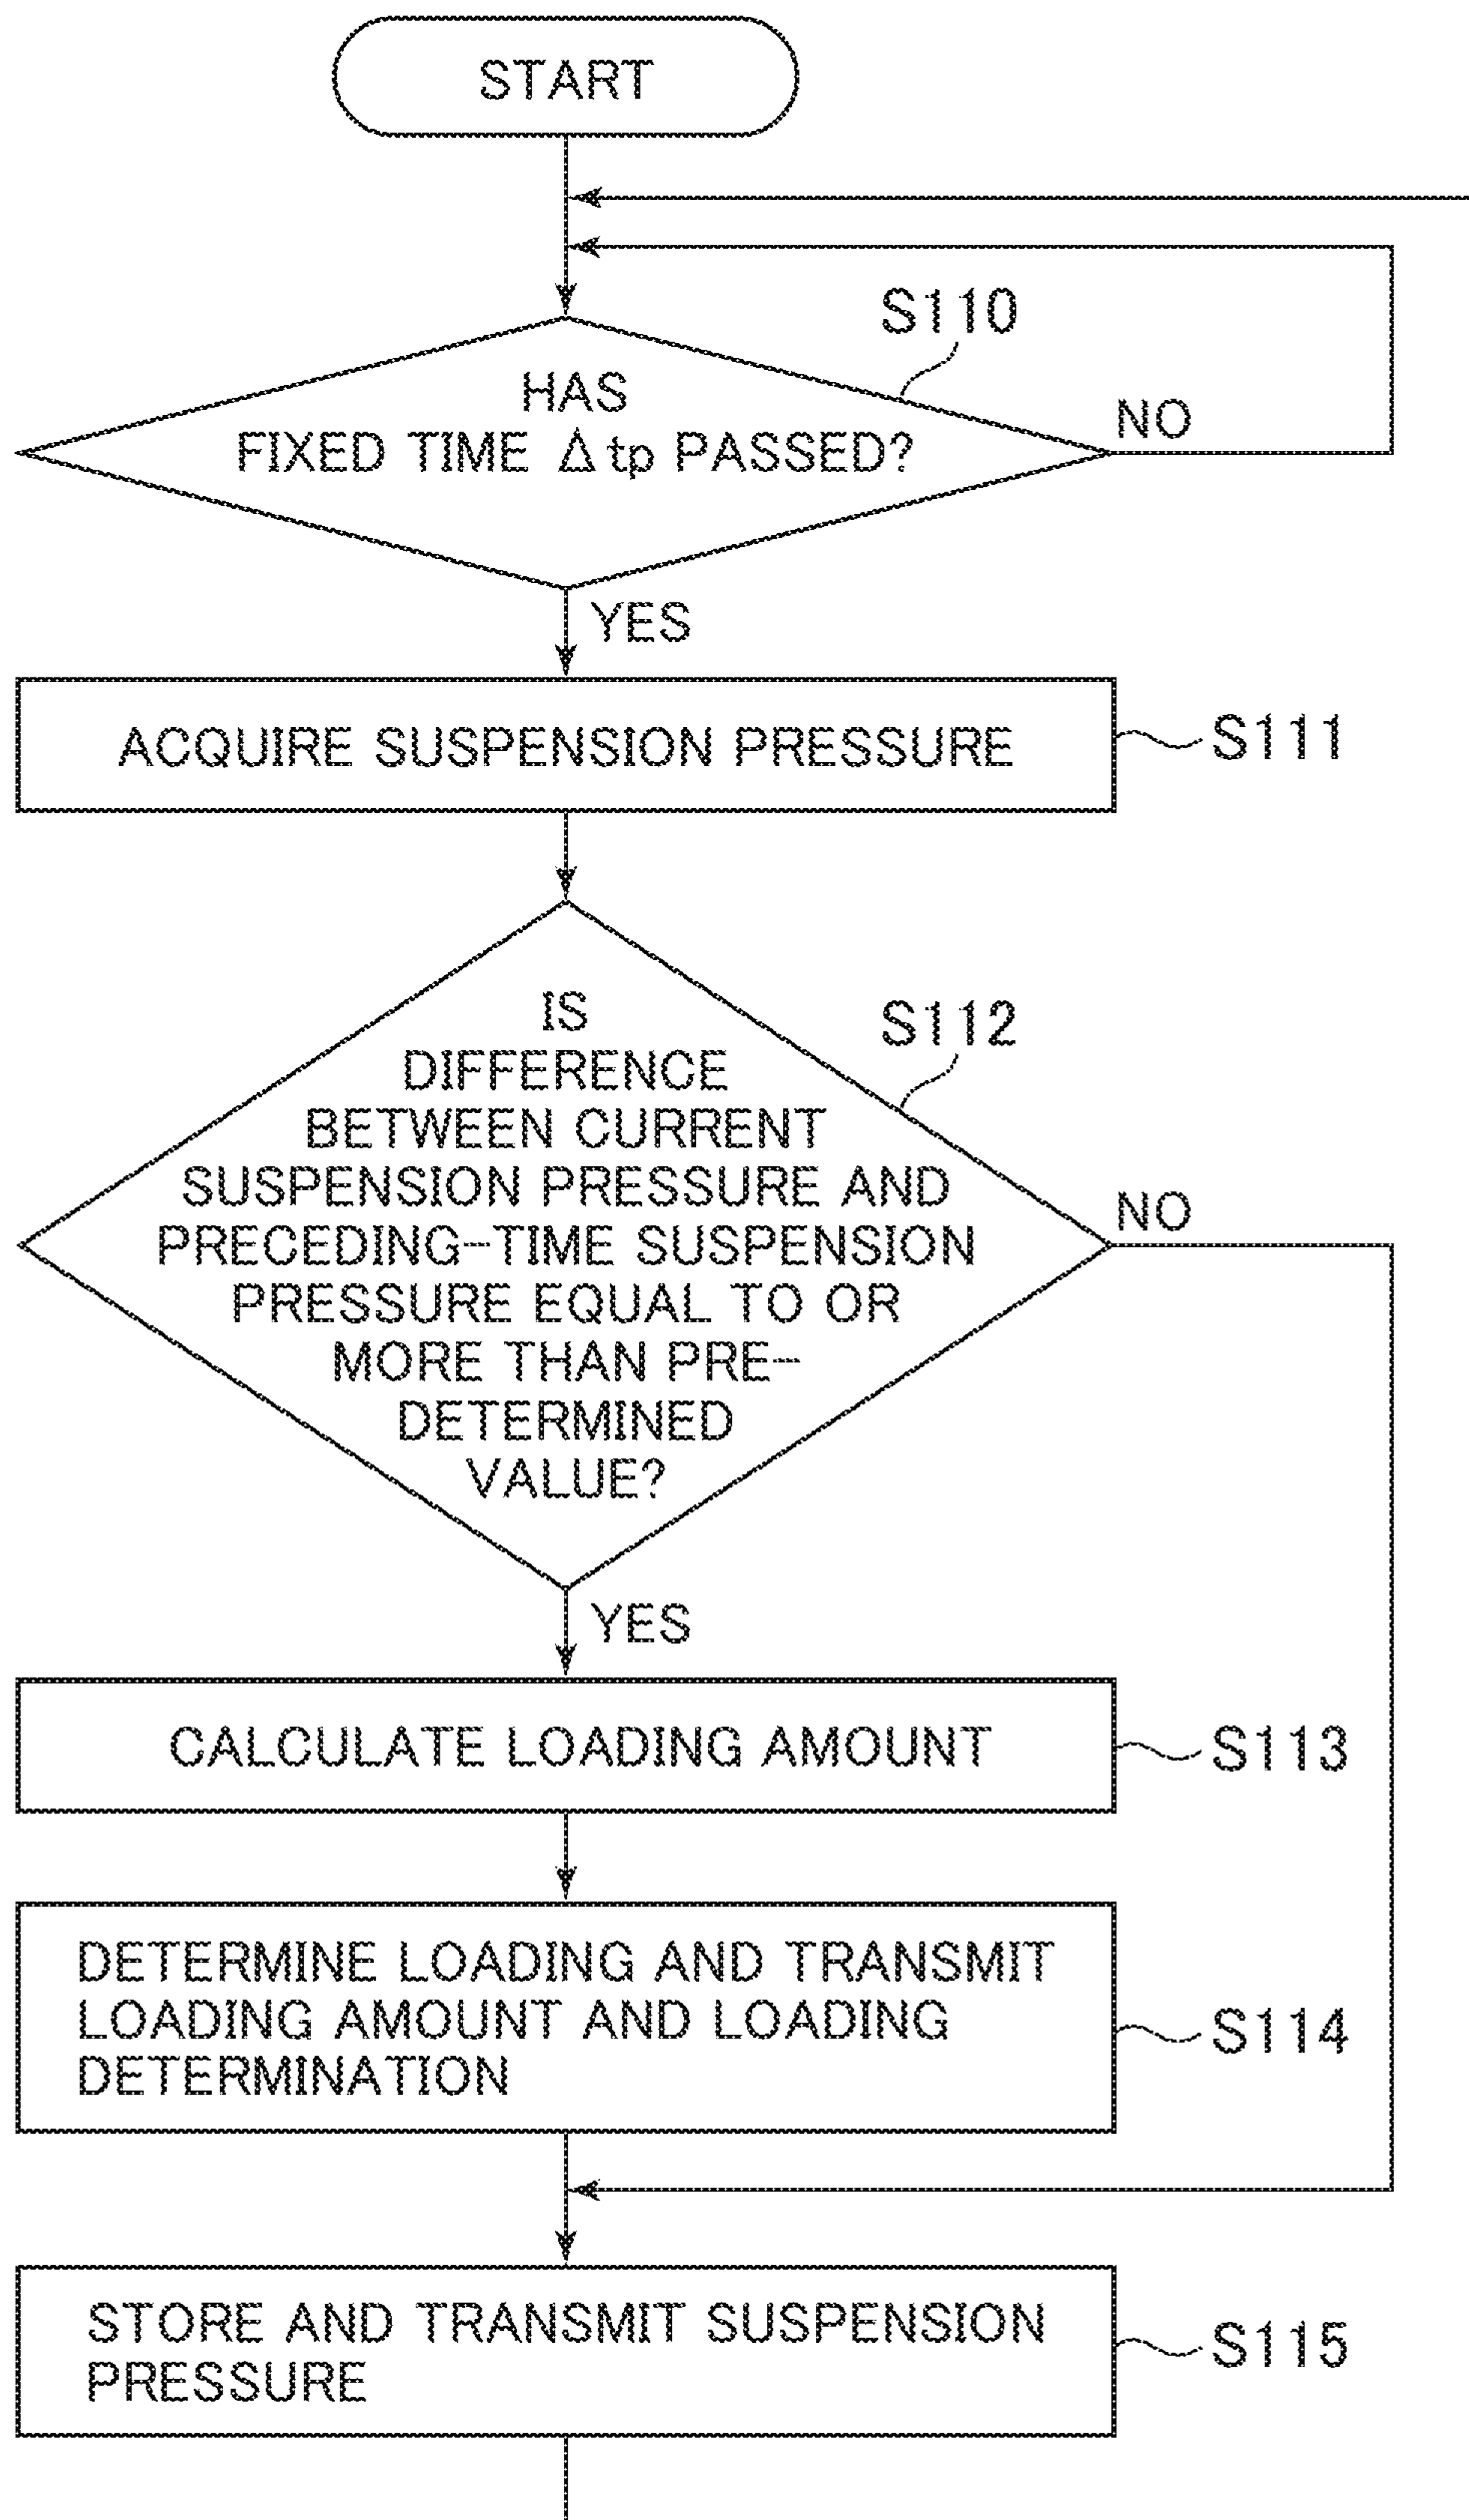 START
S110
HAS
FIXED TIME Δtp PASSED?
NO
YES
ACQUIRE SUSPENSION PRESSURE
S111
IS
DIFFERENCE
BETWEEN CURRENT
SUSPENSION PRESSURE AND
PRECEDING-TIME SUSPENSION
PRESSURE EQUAL TO OR
MORE THAN PRE-
DETERMINED
VALUE?
S112
NO
YES
CALCULATE LOADING AMOUNT
S113
DETERMINE LOADING AND TRANSMIT
LOADING AMOUNT AND LOADING
DETERMINATION
S114
STORE AND TRANSMIT SUSPENSION
PRESSURE
S115